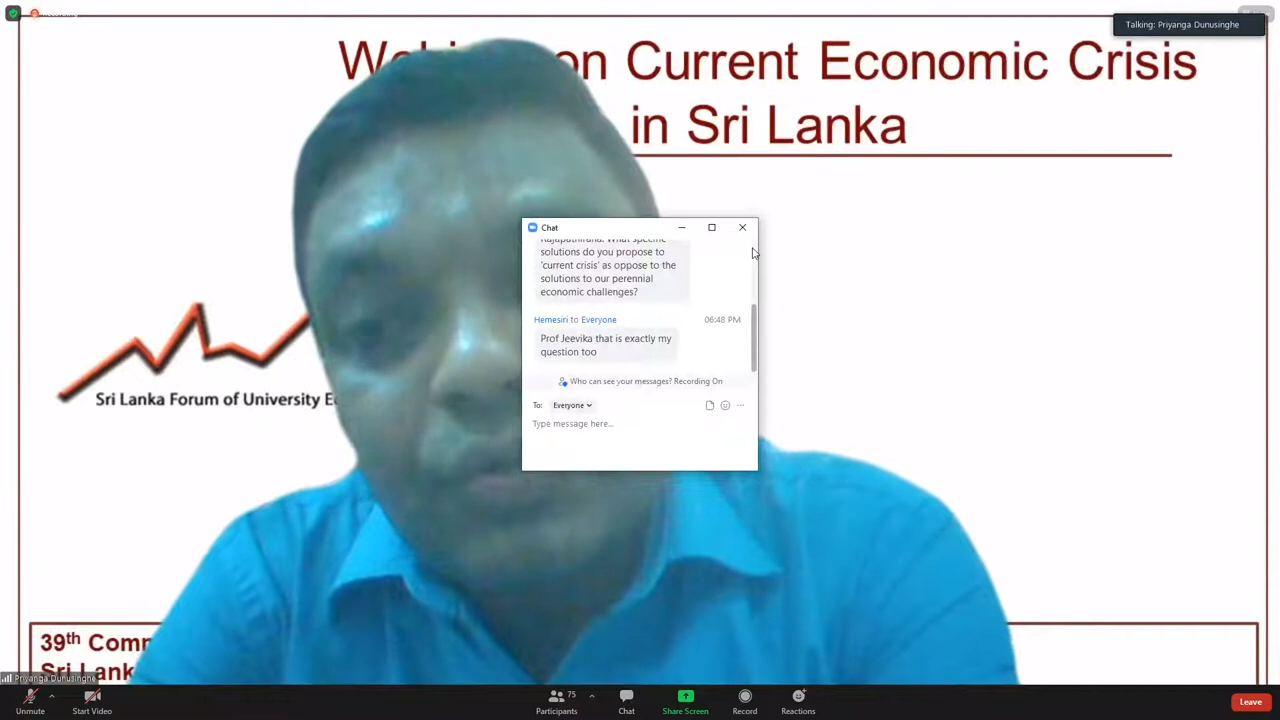 Talking: Priyanga Dunusinghe
on Current Economic Crisis
in Sri Lanka
Chat
solutions do you propose to
'current crisis' as oppose to the
solutions to our perennial
economic challenges?
Hemesiri to Everyone 06:48 PM
Prof Jeevika that is exactly my
question too
Who can see your messages? Recording On
To: Everyone
Type message here...
Sri Lanka Forum of University
39th
Sri Lank
Priyanga Dunusinghe
Unmute
Start Video
Participants 75
Chat
Share Screen
Record
Reactions
Leave